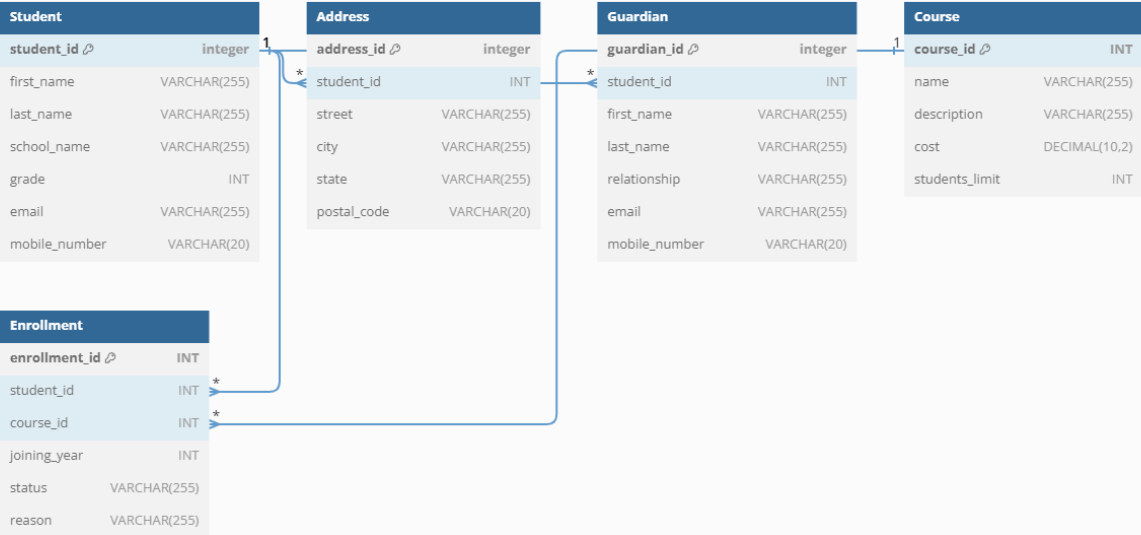 Student
student_id integer
first_name VARCHAR(255)
last_name VARCHAR(255)
school_name VARCHAR(255)
grade INT
email VARCHAR(255)
mobile_number VARCHAR(20)
1
*
Address
address_id integer
student_id INT
street VARCHAR(255)
city VARCHAR(255)
state VARCHAR(255)
postal_code VARCHAR(20)
*
Guardian
guardian_id integer
student_id INT
first_name VARCHAR(255)
last_name VARCHAR(255)
relationship VARCHAR(255)
email VARCHAR(255)
mobile_number VARCHAR(20)
1
Course
course_id INT
name VARCHAR(255)
description VARCHAR(255)
cost DECIMAL(10,2)
students_limit INT
Enrollment
enrollment_id INT
student_id INT *
course_id INT *
joining_year INT
status VARCHAR(255)
reason VARCHAR(255)